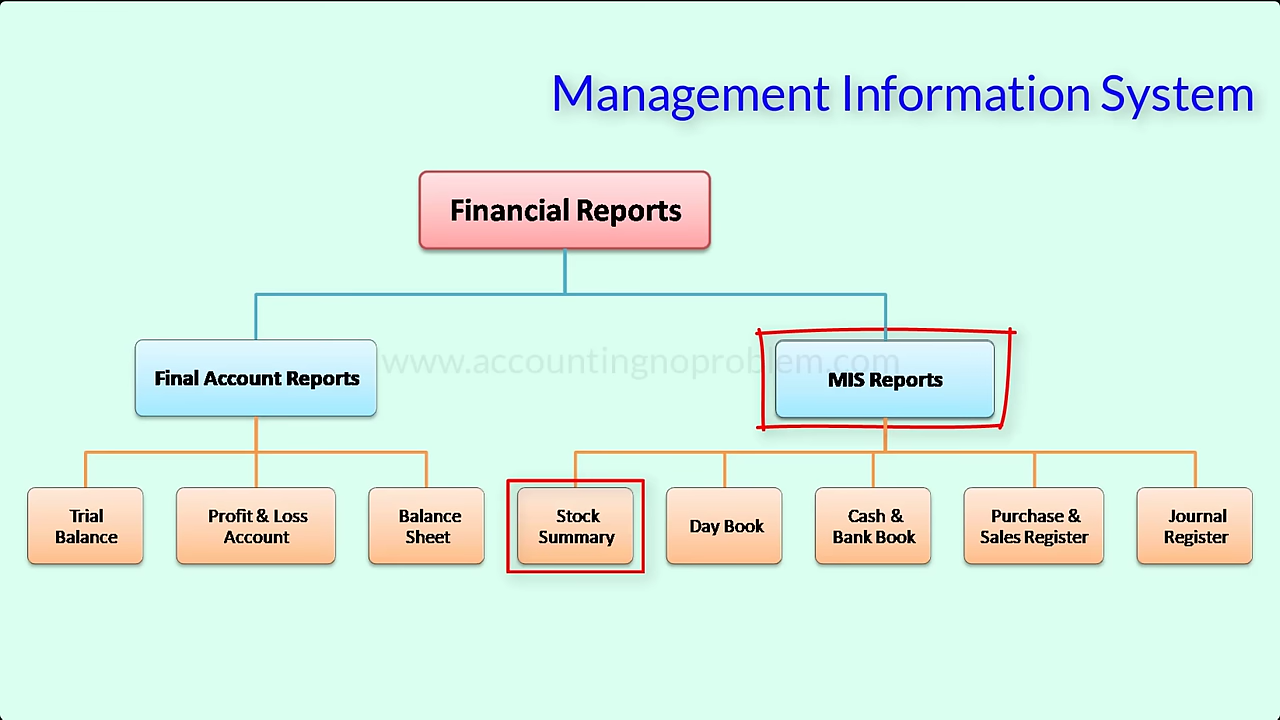 Management Information System
Financial Reports
Final Account Reports
www.accountingnoproblem.com
MIS Reports
Trial
Balance
Profit & Loss
Account
Balance
Sheet
Stock
Summary
Day Book
Cash &
Bank Book
Purchase &
Sales Register
Journal
Register